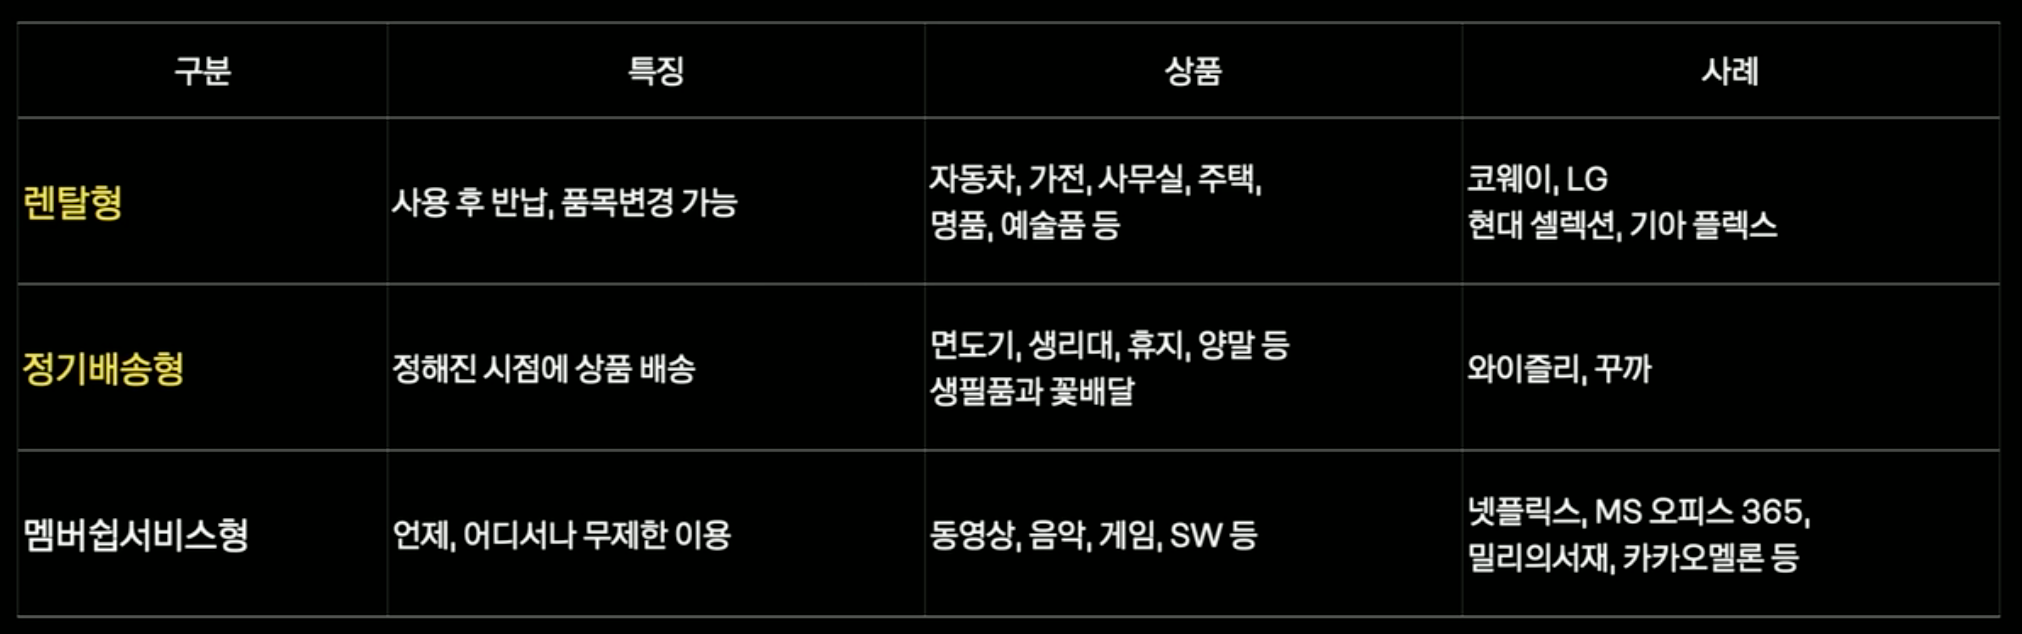 구분
특징
상품
사례
렌탈형
사용 후 반납, 품목변경 가능
자동차, 가전, 사무실, 주택,
명품, 예술품 등
코웨이, LG
현대 셀렉션, 기아 플렉스
정기배송형
정해진 시점에 상품 배송
면도기, 생리대, 휴지, 양말 등
생필품과 꽃배달
와이즐리, 꾸까
멤버쉽서비스형
언제, 어디서나 무제한 이용
동영상, 음악, 게임, SW 등
넷플릭스, MS 오피스 365,
밀리의서재, 카카오멜론 등